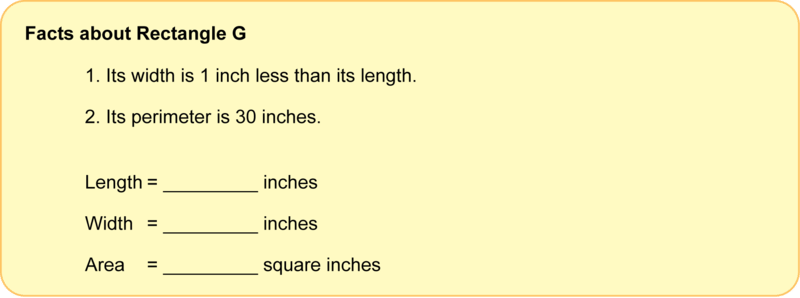 Facts about Rectangle G
1. Its width is 1 inch less than its length.
2. Its perimeter is 30 inches.
Length = _________ inches
Width = _________ inches
Area = _________ square inches